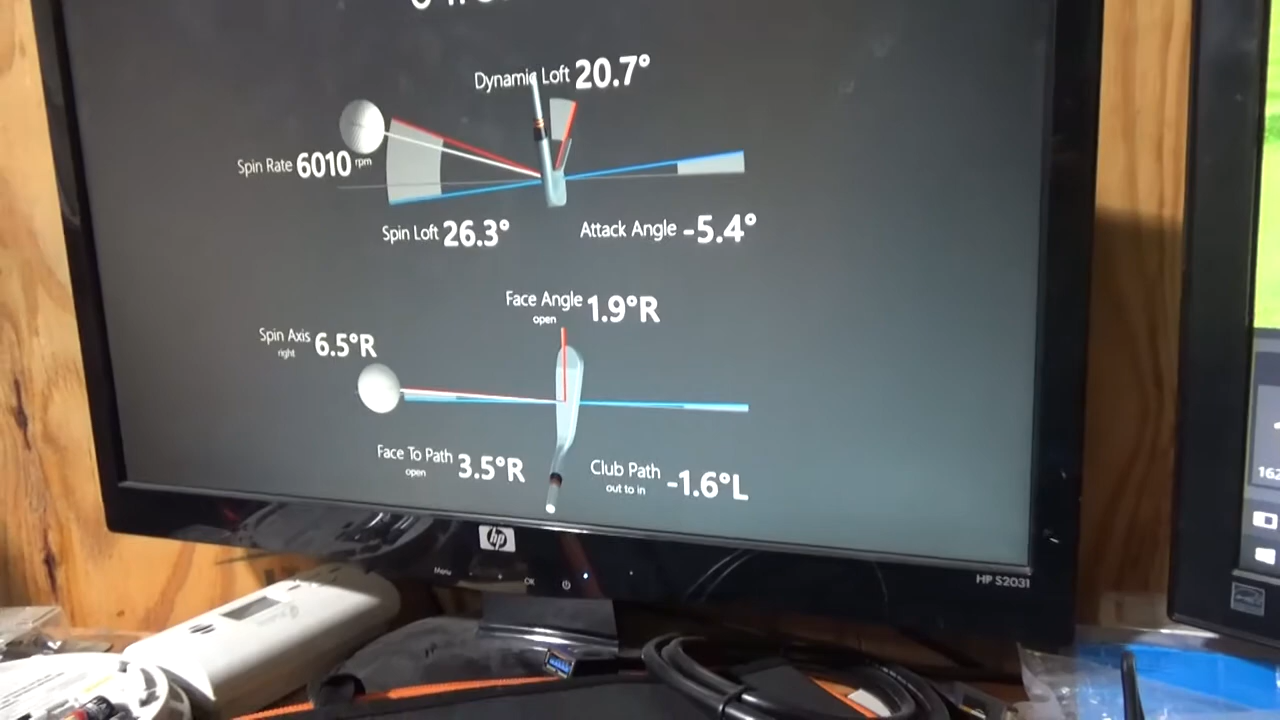 Dynamic Loft 20.7°
Spin Rate 6010 rpm
Spin Loft 26.3°
Attack Angle -5.4°
Face Angle 1.9°R
open
Spin Axis 6.5°R
right
Face To Path 3.5°R
open
Club Path -1.6°L
out to in
hp
Menu
OK
HP S2031
162